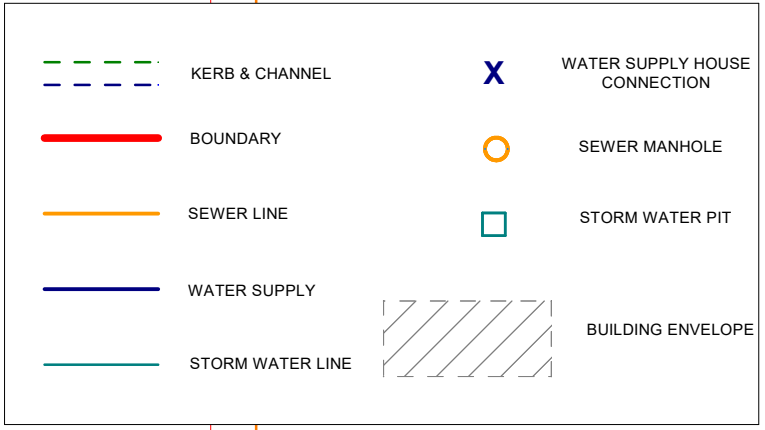 KERB & CHANNEL
BOUNDARY
SEWER LINE
WATER SUPPLY
STORM WATER LINE
X
WATER SUPPLY HOUSE
CONNECTION
SEWER MANHOLE
STORM WATER PIT
BUILDING ENVELOPE